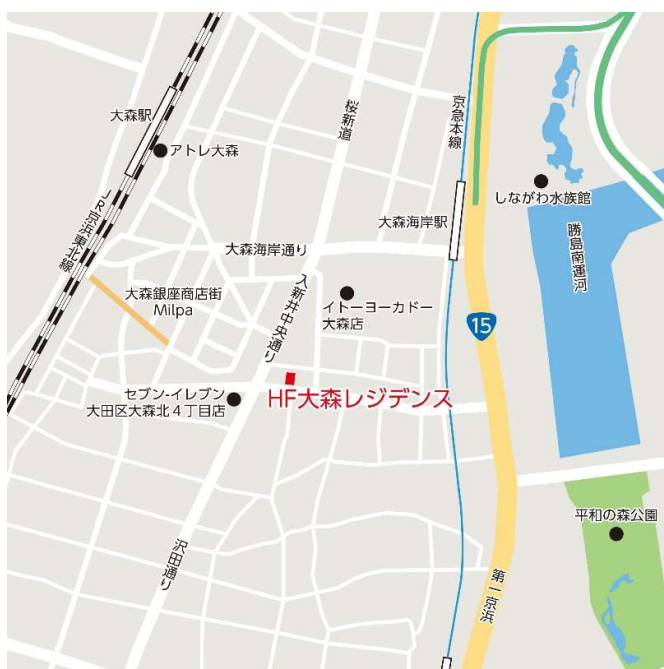 大森駅
アトレ大森
桜新道
京急本線
しながわ水族館
JR京浜東北線
大森海岸駅
勝島南運河
大森海岸通り
大森銀座商店街
Milpa
入新井中央通り
イトーヨーカドー
大森店
15
セブン-イレブン
大田区大森北4丁目店
HF大森レジデンス
平和の森公園
沢田通り
第一京浜